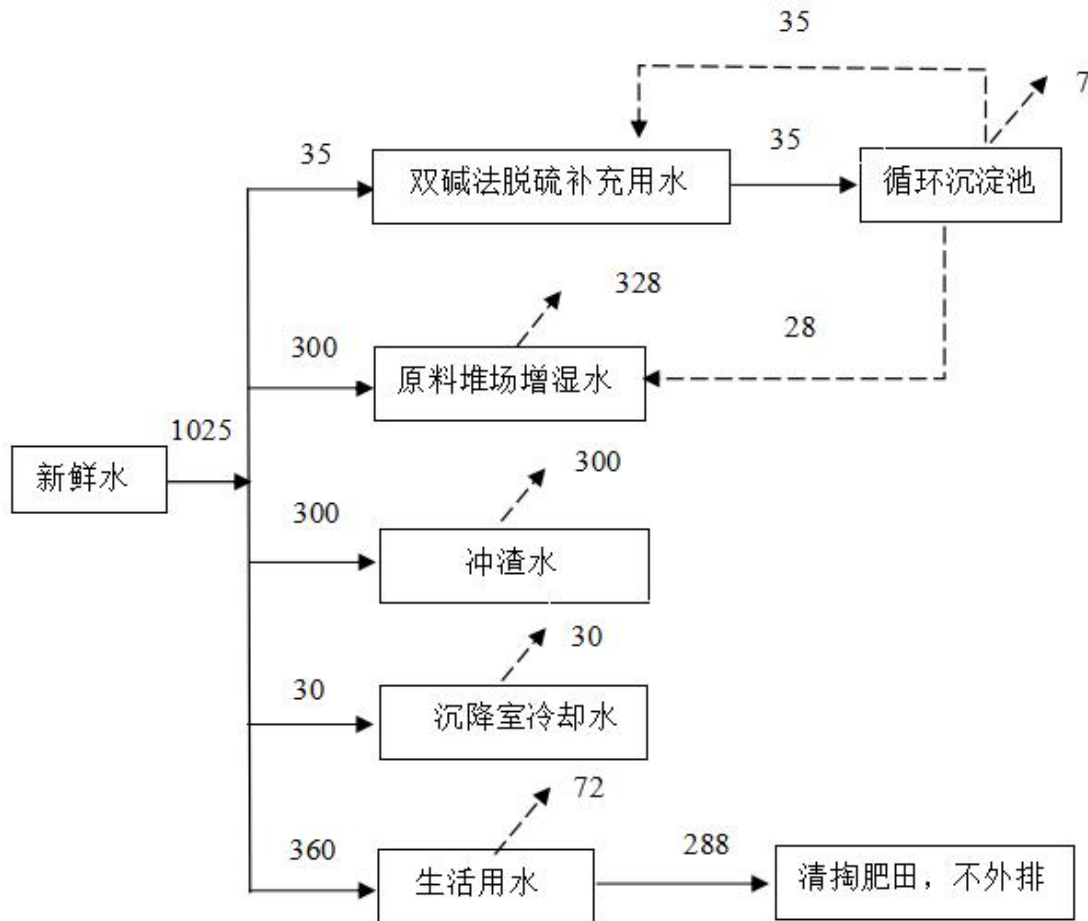 35
7
35
35
双碱法脱硫补充用水
循环沉淀池
328
300
28
原料堆场增湿水
1025
新鲜水
300
300
冲渣水
30
30
沉降室冷却水
72
360
288
生活用水
清掏肥田，不外排